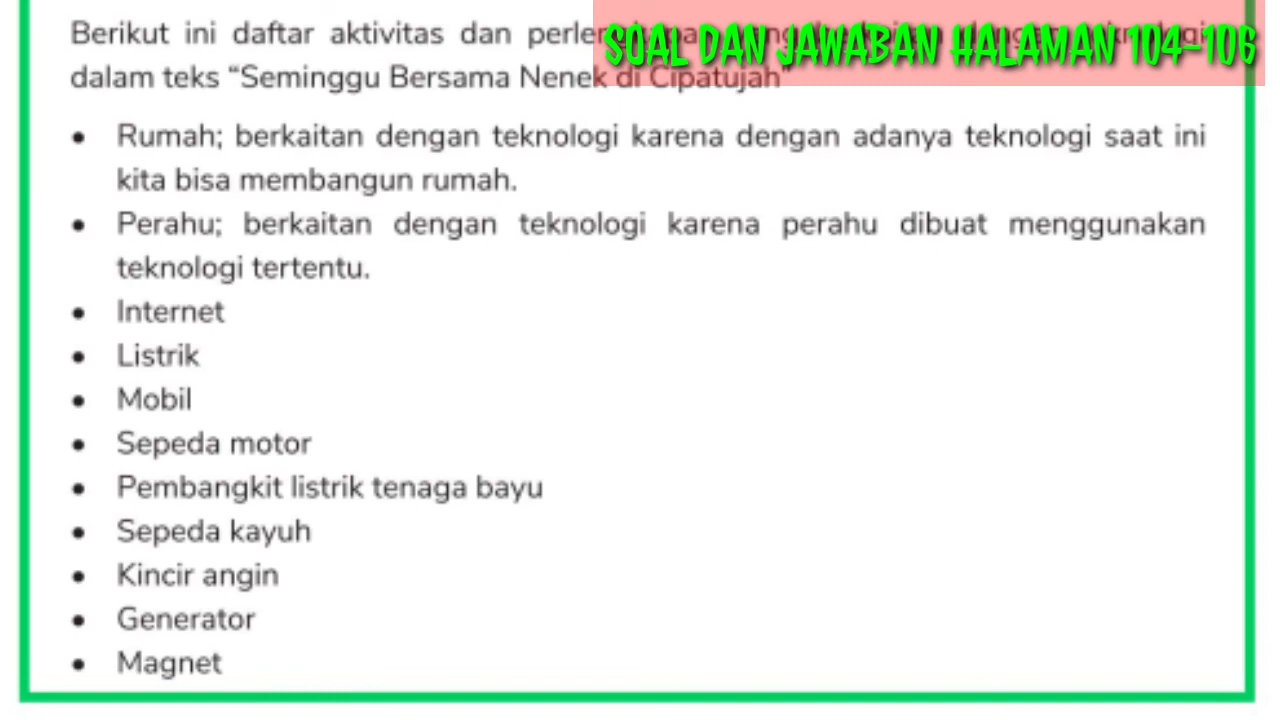 Berikut ini daftar aktivitas dan
SOAL DAN JAWABAN HALAMAN 104-106
dalam teks “Seminggu Bersama Nenek di Cipatujah”
• Rumah; berkaitan dengan teknologi karena dengan adanya teknologi saat ini
kita bisa membangun rumah.
• Perahu; berkaitan dengan teknologi karena perahu dibuat menggunakan
teknologi tertentu.
• Internet
• Listrik
• Mobil
• Sepeda motor
• Pembangkit listrik tenaga bayu
• Sepeda kayuh
• Kincir angin
• Generator
• Magnet